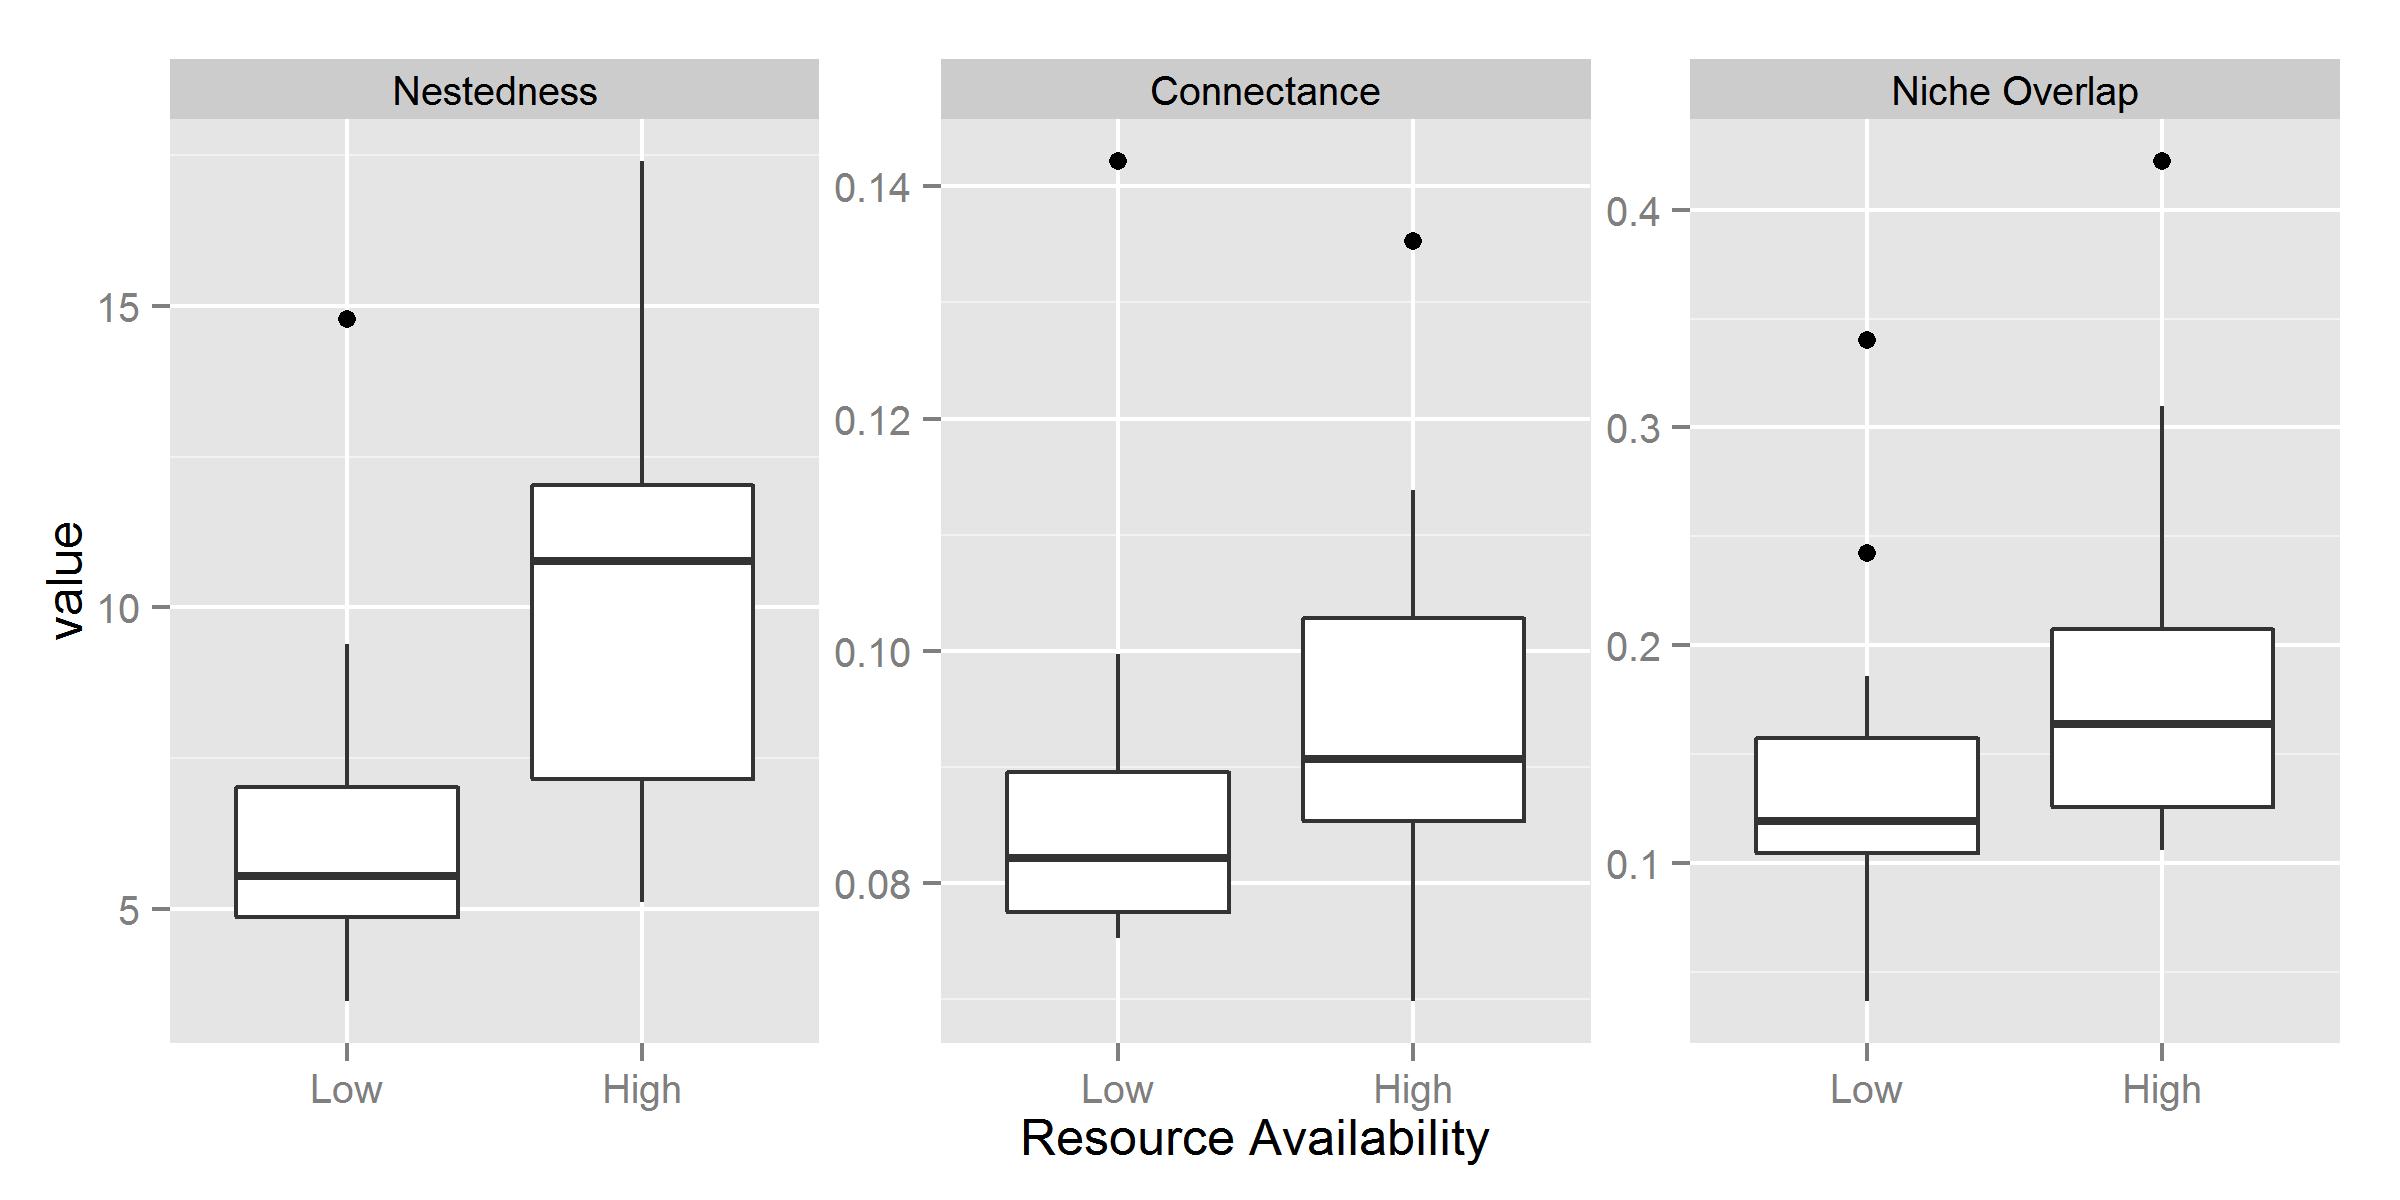 Nestedness
Connectance
Niche Overlap
value
15
10
5
0.14
0.12
0.10
0.08
0.4
0.3
0.2
0.1
Low
High
Low
High
Low
High
Resource Availability